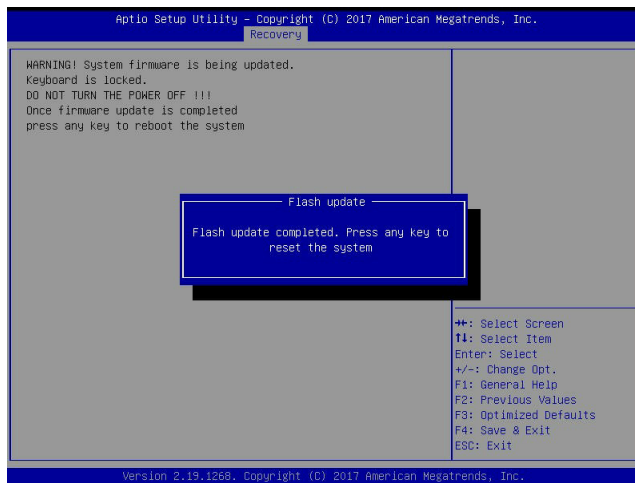 Aptio Setup Utility – Copyright (C) 2017 American Megatrends, Inc.
Recovery
WARNING! System firmware is being updated.
Keyboard is locked.
DO NOT TURN THE POWER OFF !!!
Once firmware update is completed
press any key to reboot the system
Flash update
Flash update completed. Press any key to
reset the system
→←: Select Screen
↑↓: Select Item
Enter: Select
+/-: Change Opt.
F1: General Help
F2: Previous Values
F3: Optimized Defaults
F4: Save & Exit
ESC: Exit
Version 2.19.1268. Copyright (C) 2017 American Megatrends, Inc.